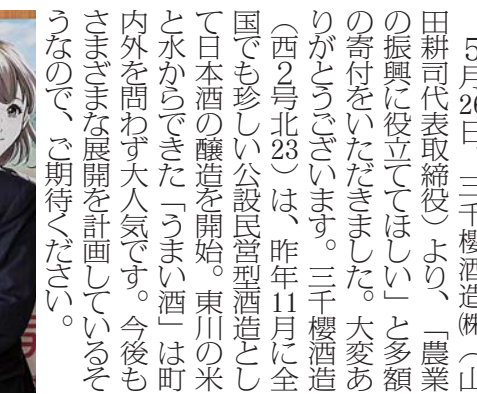 ５月26日、三千櫻酒造㈱（山
田耕司代表取締役）より、「農業
の振興に役立ててほしい」と多額
の寄付をいただきました。大変あ
りがとうございます。三千櫻酒造
（西２号北23）は、昨年11月に全
国でも珍しい公設民営型酒造とし
て日本酒の醸造を開始。東川の米
と水からできた「うまい酒」は町
内外を問わず大人気です。今後も
さまざまな展開を計画しているそ
うなので、ご期待ください。